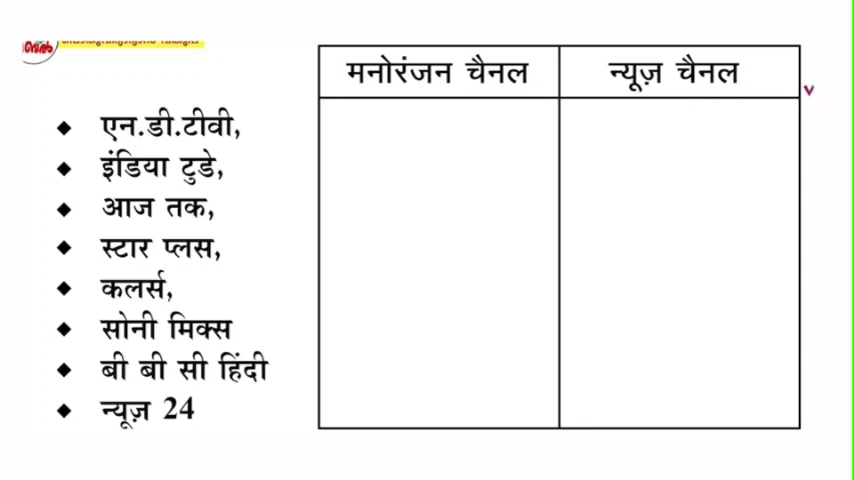 मनोरंजन चैनल
न्यूज़ चैनल
◆ एन.डी.टीवी,
◆ इंडिया टुडे,
◆ आज तक,
◆ स्टार प्लस,
◆ कलर्स,
◆ सोनी मिक्स
◆ बी बी सी हिंदी
◆ न्यूज़ 24